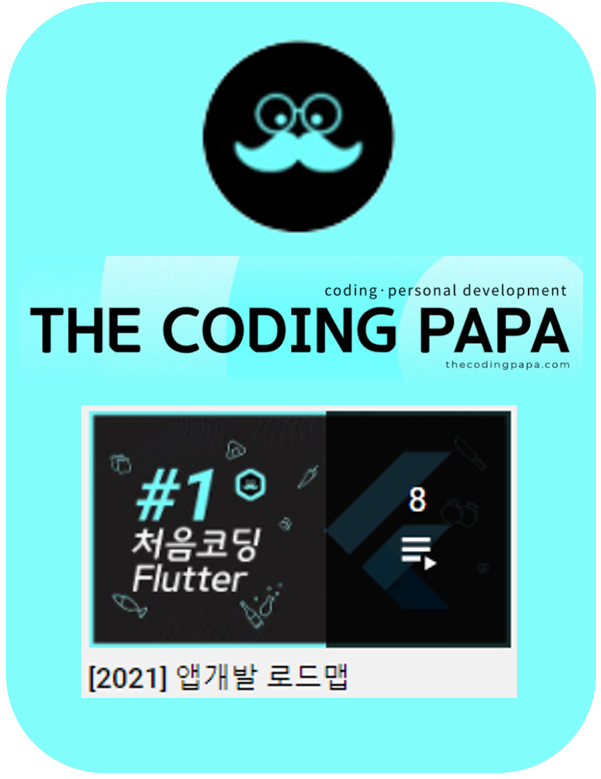 coding·personal development
THE CODING PAPA
thecodingpapa.com
#1
처음코딩
Flutter
8
[2021] 앱개발 로드맵